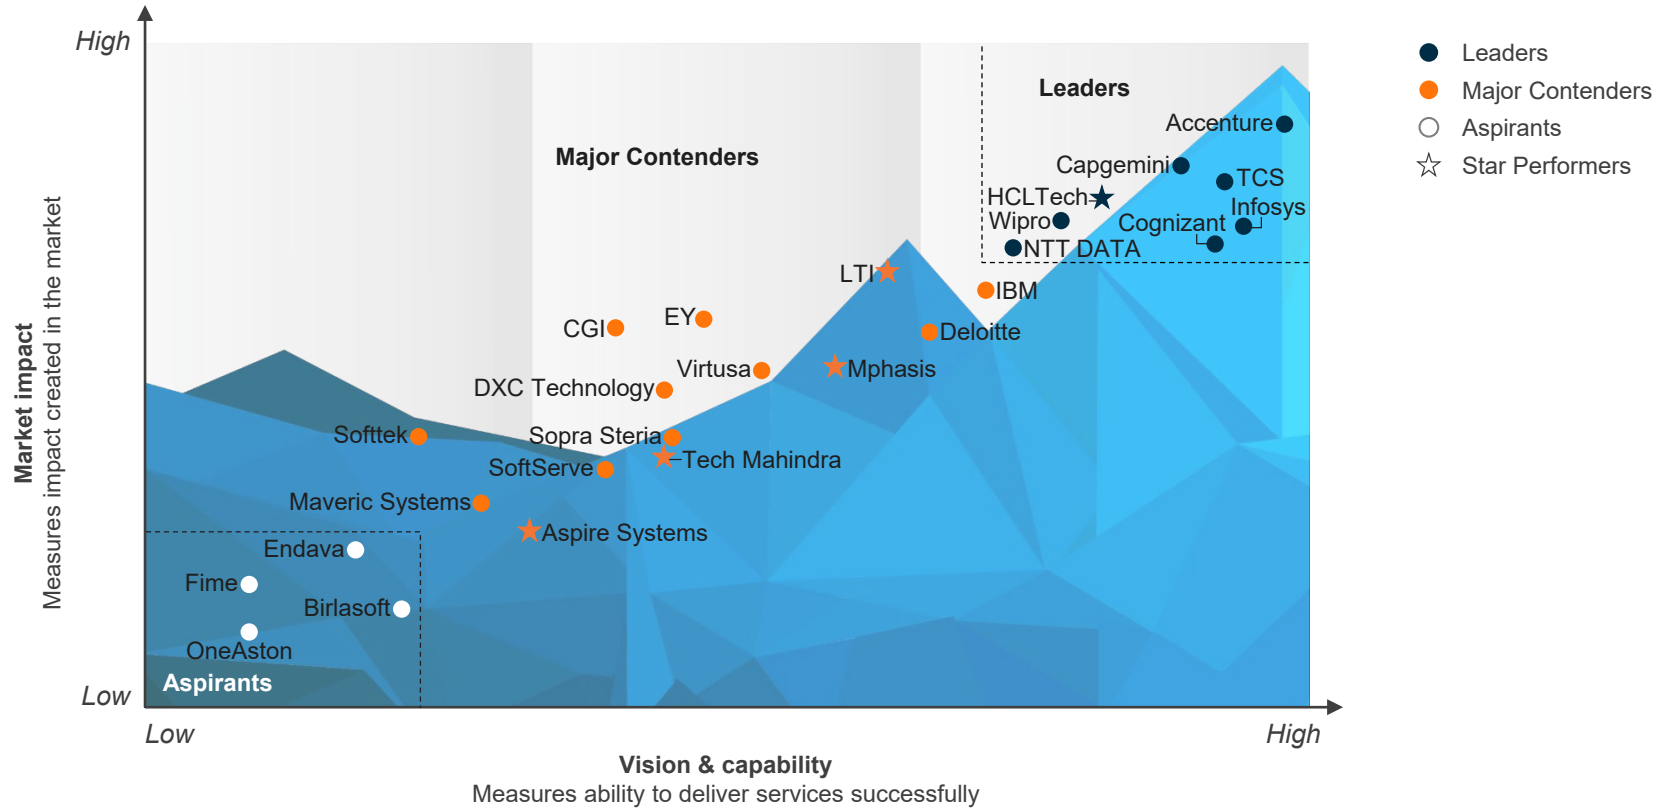 High
Leaders
Leaders
Major Contenders
Aspirants
Star Performers
Leaders
Accenture
Major Contenders
Capgemini
TCS
HCLTech
Infosys
Wipro
Cognizant
NTT DATA
LTI
IBM
EY
CGI
Deloitte
Virtusa
Mphasis
DXC Technology
Softtek
Sopra Steria
Tech Mahindra
SoftServe
Maveric Systems
Aspire Systems
Endava
Fime
Birlasoft
OneAston
Aspirants
Market impact
Measures impact created in the market
Low
Low
High
Vision & capability
Measures ability to deliver services successfully